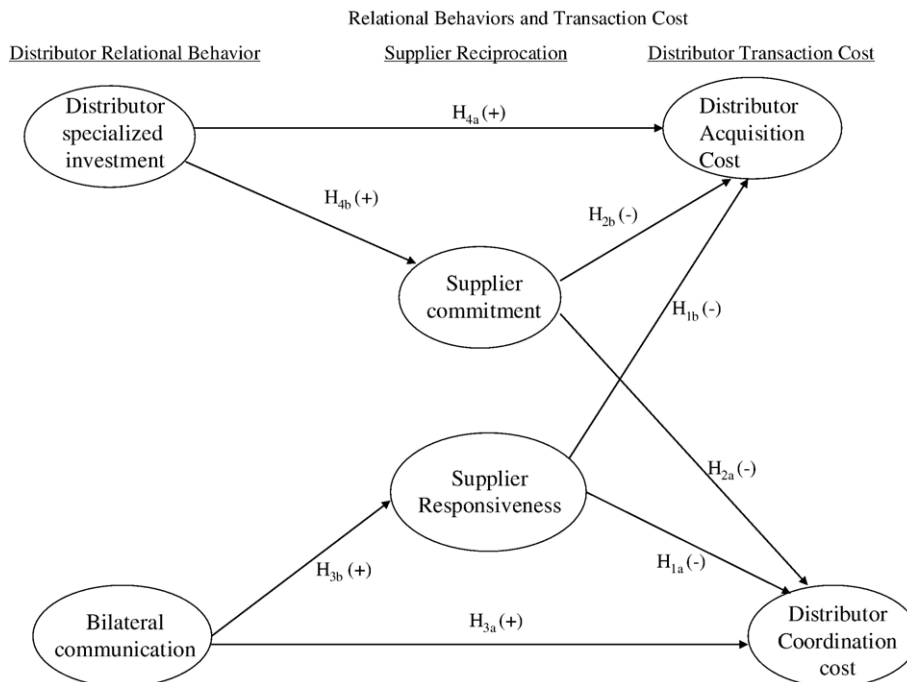 Relational Behaviors and Transaction Cost
Distributor Relational Behavior
Supplier Reciprocation
Distributor Transaction Cost
Distributor
specialized
investment
H4a (+)
Distributor
Acquisition
Cost
H4b (+)
H2b (-)
Supplier
commitment
H1b (-)
H2a (-)
Supplier
Responsiveness
H3b (+)
H1a (-)
Bilateral
communication
H3a (+)
Distributor
Coordination
cost